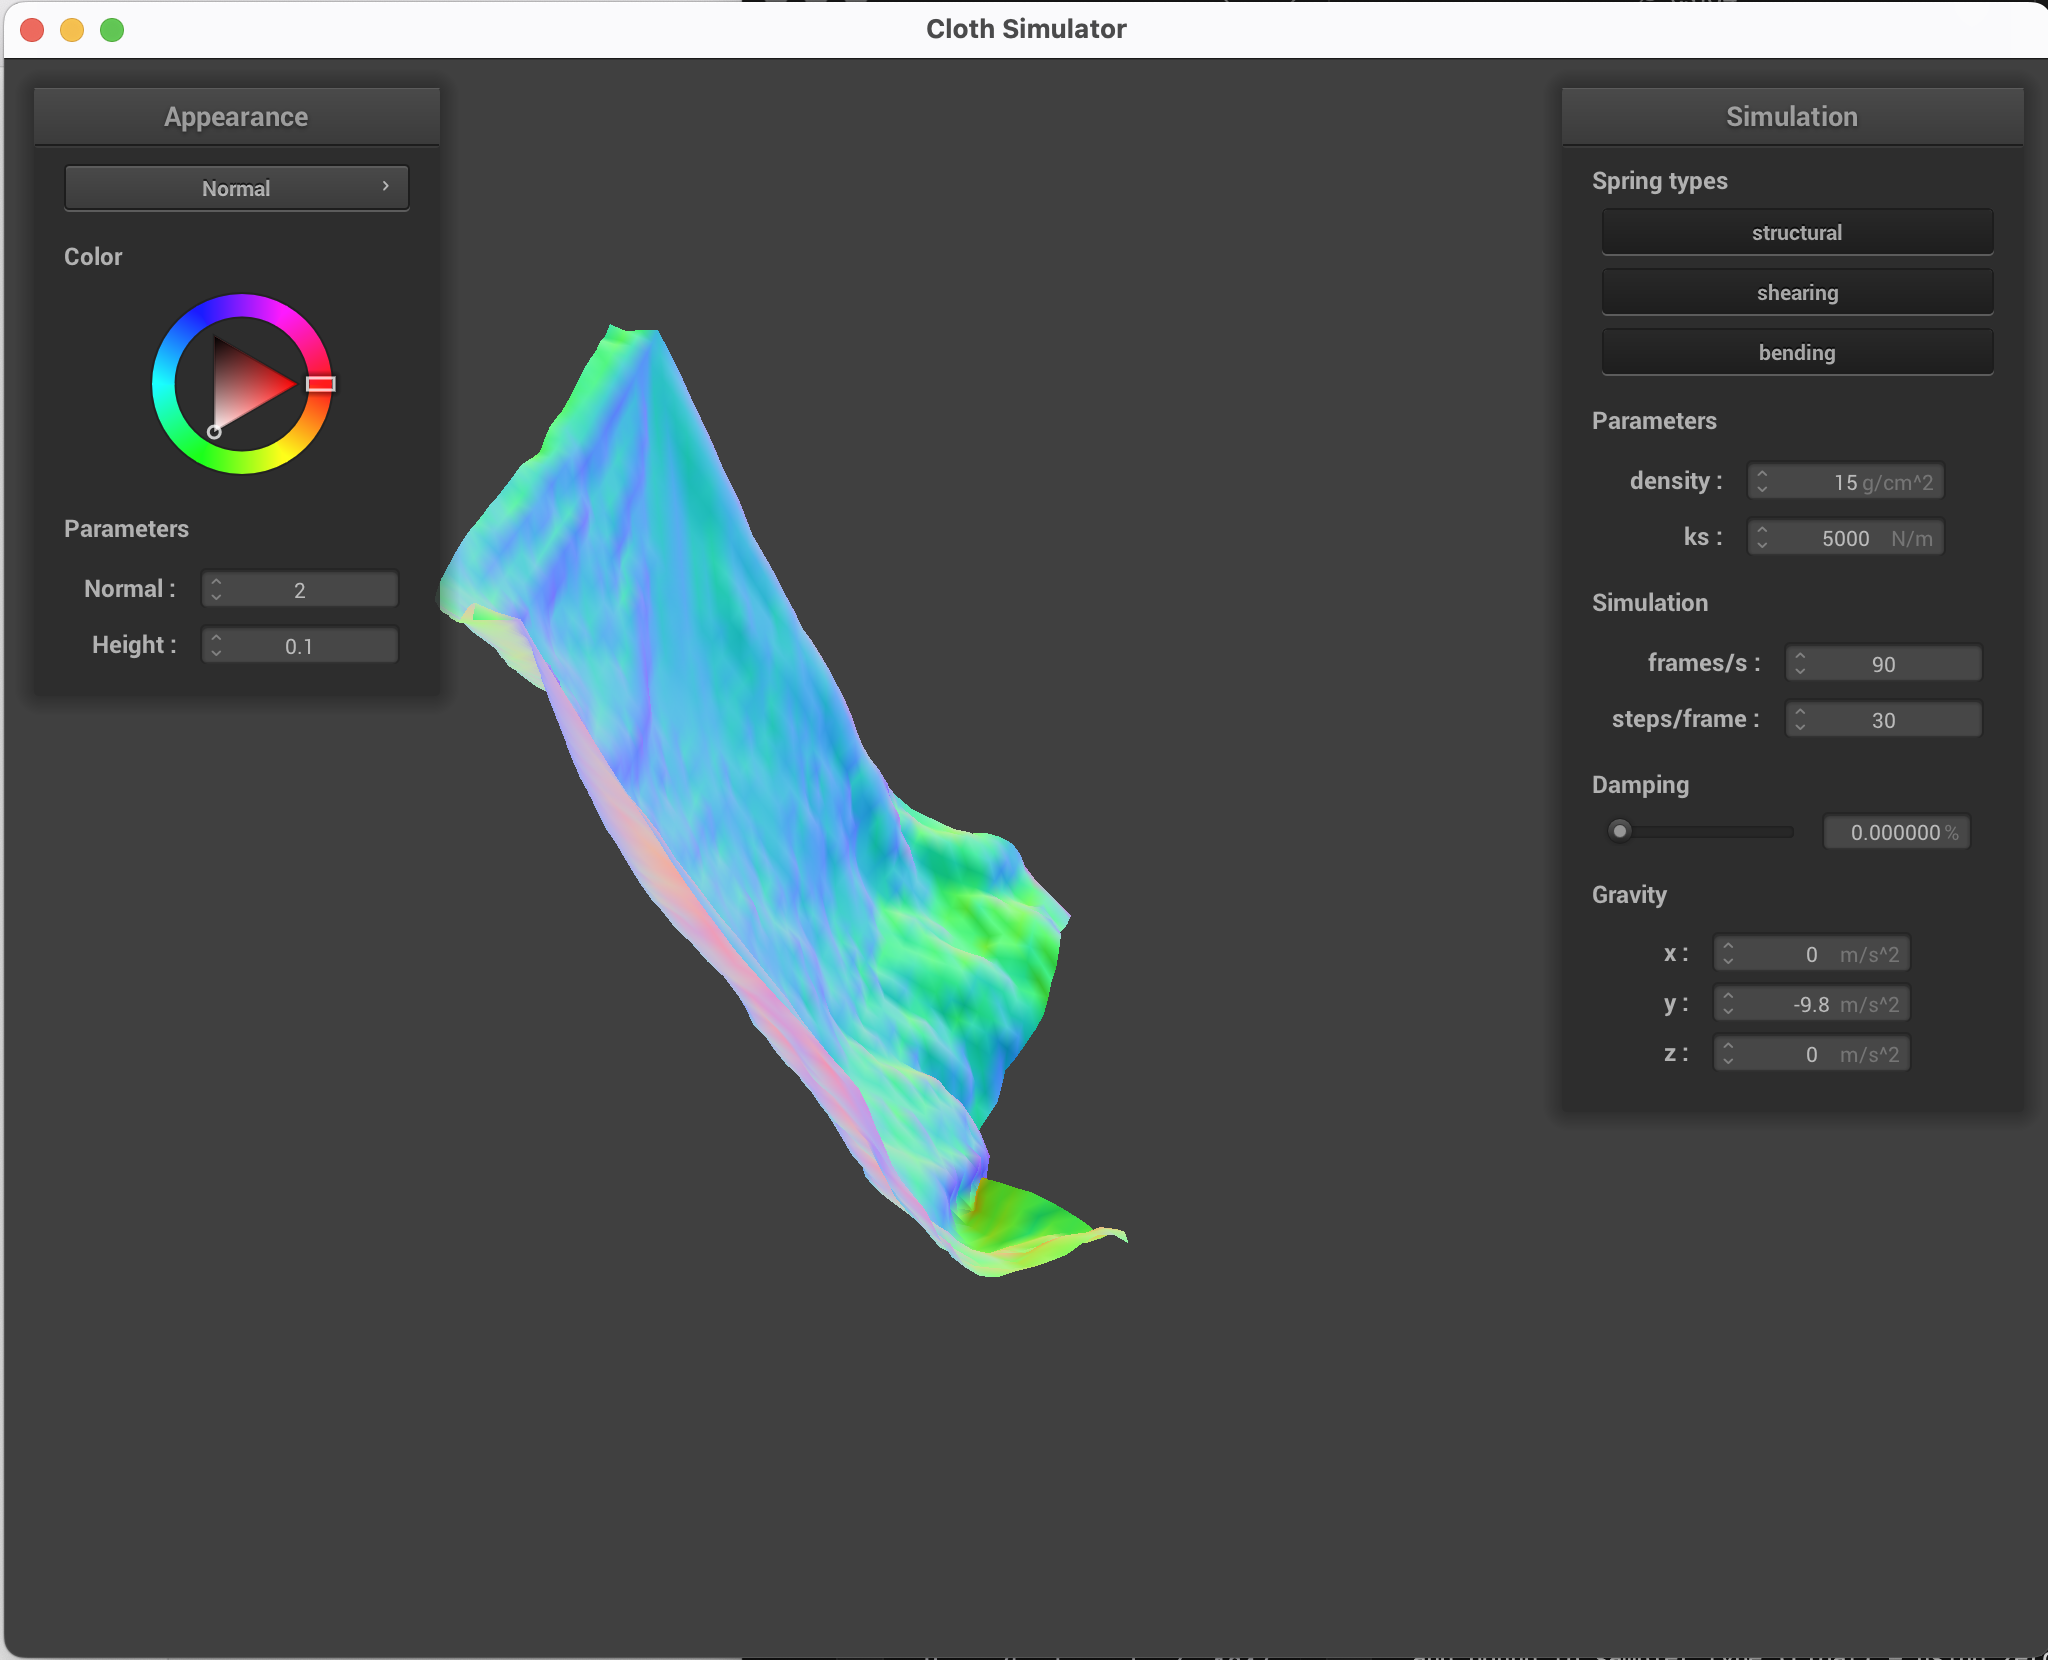 Cloth Simulator
Appearance
Normal
Color
Parameters
Normal : 2
Height : 0.1
Simulation
Spring types
structural
shearing
bending
Parameters
density : 15 g/cm^2
ks : 5000 N/m
Simulation
frames/s : 90
steps/frame : 30
Damping
0.000000 %
Gravity
x : 0 m/s^2
y : -9.8 m/s^2
z : 0 m/s^2